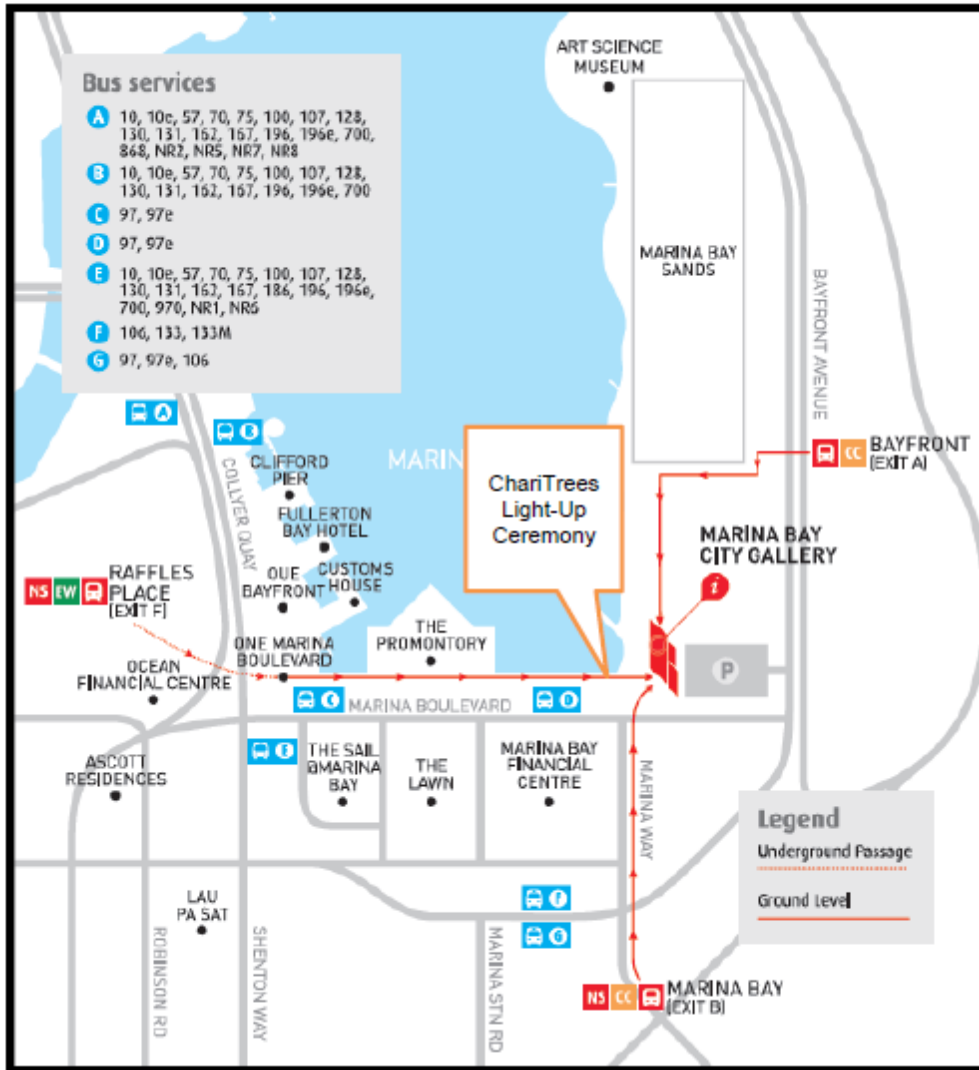 ART SCIENCE
MUSEUM
Bus services
A 10, 10e, 57, 70, 75, 100, 107, 128,
130, 131, 162, 167, 196, 196e, 700,
868, NR2, NR5, NR7, NR8
B 10, 10e, 57, 70, 75, 100, 107, 128,
130, 131, 162, 167, 196, 196e, 700
C 97, 97e
D 97, 97e
E 10, 10e, 57, 70, 75, 100, 107, 128,
130, 131, 162, 167, 186, 196, 196e,
700, 970, NR1, NR6
F 106, 133, 133M
G 97, 97e, 106
MARINA BAY
SANDS
BAYFRONT AVENUE
A
B
COLLYER QUAY
CLIFFORD
PIER
MARIN
CC
BAYFRONT
(EXIT A)
ChariTrees
Light-Up
Ceremony
FULLERTON
BAY HOTEL
MARINA BAY
CITY GALLERY
i
NS EW
RAFFLES
PLACE
(EXIT F)
OUE
BAYFRONT
CUSTOMS
HOUSE
THE
PROMONTORY
ONE MARINA
BOULEVARD
P
OCEAN
FINANCIAL CENTRE
C
MARINA BOULEVARD
D
E
ASCOTT
RESIDENCES
THE SAIL
@MARINA
BAY
THE
LAWN
MARINA BAY
FINANCIAL
CENTRE
MARINA WAY
Legend
Underground Passage
Ground Level
LAU
PA SAT
F
G
ROBINSON RD
SHENTON WAY
MARINA STN RD
NS CC
MARINA BAY
(EXIT B)